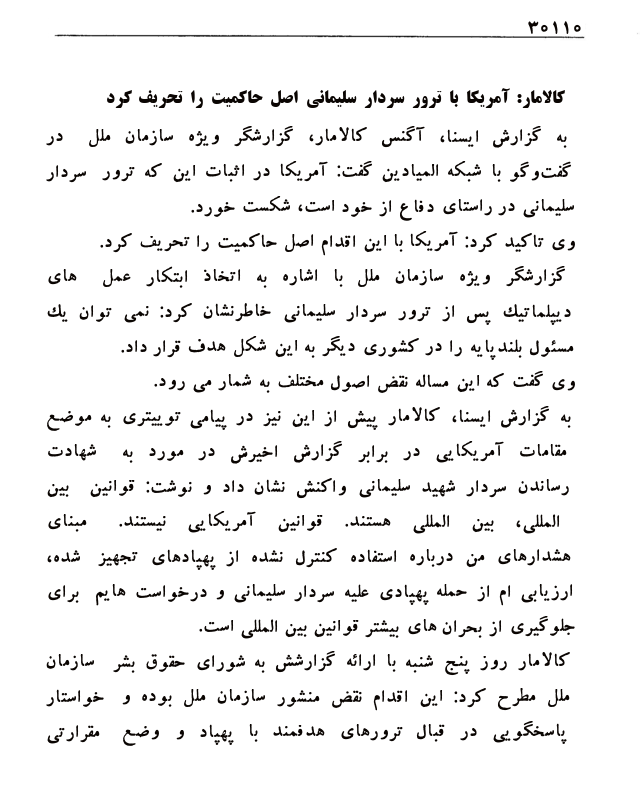 ۳۰۱۱۰
کالامار: آمریکا با ترور سردار سلیمانی اصل حاکمیت را تحریف کرد
به گزارش ایسنا، آگنس کالامار، گزارشگر ویژه سازمان ملل در
گفت‌وگو با شبکه المیادین گفت: آمریکا در اثبات این که ترور سردار
سلیمانی در راستای دفاع از خود است، شکست خورد.
وی تاکید کرد: آمریکا با این اقدام اصل حاکمیت را تحریف کرد.
گزارشگر ویژه سازمان ملل با اشاره به اتخاذ ابتکار عمل های
دیپلماتیک پس از ترور سردار سلیمانی خاطرنشان کرد: نمی توان یک
مسئول بلندپایه را در کشوری دیگر به این شکل هدف قرار داد.
وی گفت که این مساله نقض اصول مختلف به شمار می رود.
به گزارش ایسنا، کالامار پیش از این نیز در پیامی توییتری به موضع
مقامات آمریکایی در برابر گزارش اخیرش در مورد به شهادت
رساندن سردار شهید سلیمانی واکنش نشان داد و نوشت: قوانین بین
المللی، بین المللی هستند. قوانین آمریکایی نیستند. مبنای
هشدارهای من درباره استفاده کنترل نشده از پهپادهای تجهیز شده،
ارزیابی ام از حمله پهپادی علیه سردار سلیمانی و درخواست هایم برای
جلوگیری از بحران های بیشتر قوانین بین المللی است.
کالامار روز پنج شنبه با ارائه گزارشش به شورای حقوق بشر سازمان
ملل مطرح کرد: این اقدام نقض منشور سازمان ملل بوده و خواستار
پاسخگویی در قبال ترورهای هدفمند با پهپاد و وضع مقرارتی